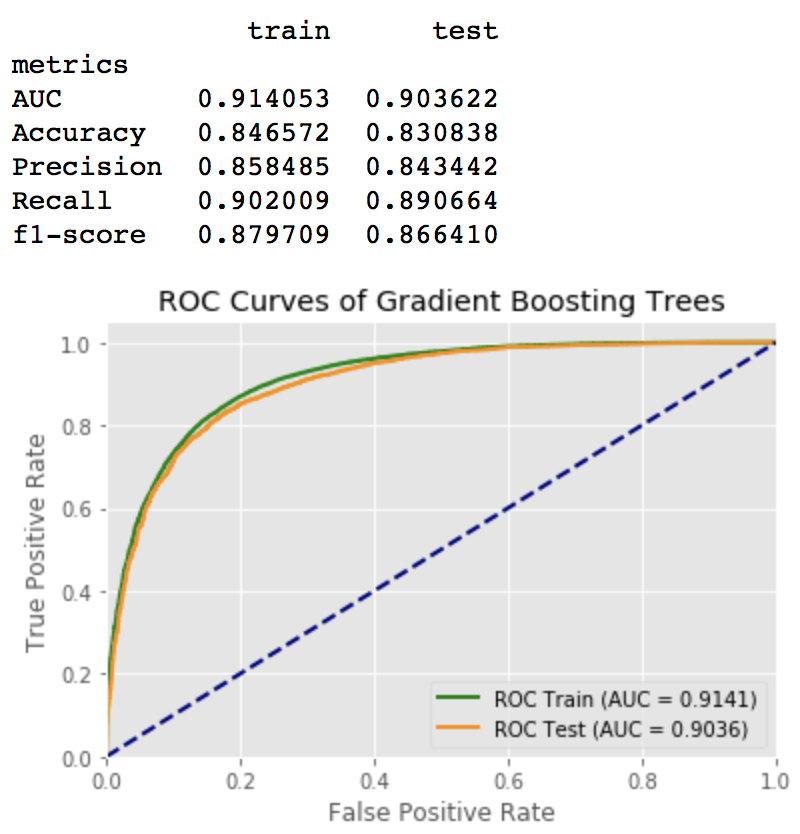 train test
metrics
AUC 0.914053 0.903622
Accuracy 0.846572 0.830838
Precision 0.858485 0.843442
Recall 0.902009 0.890664
f1-score 0.879709 0.866410
ROC Curves of Gradient Boosting Trees
1.0
0.8
0.6
0.4
0.2
0.0
True Positive Rate
ROC Train (AUC = 0.9141)
ROC Test (AUC = 0.9036)
0.0 0.2 0.4 0.6 0.8 1.0
False Positive Rate